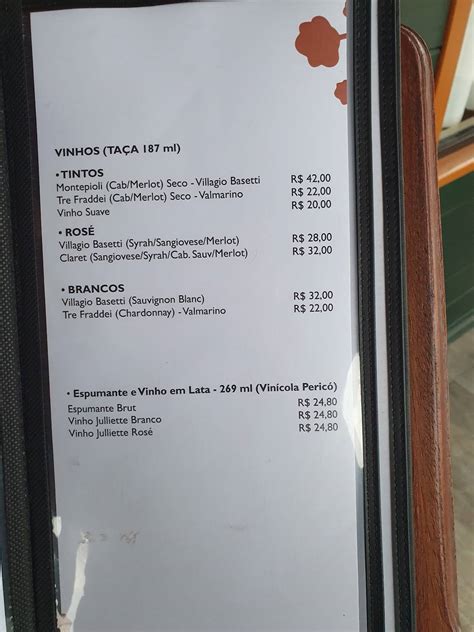 VINHOS (TAÇA 187 ml)
• TINTOS
Montepioli (Cab/Merlot) Seco - Villagio Basetti R$ 42,00
Tre Fraddei (Cab/Merlot) Seco - Valmarino R$ 22,00
Vinho Suave R$ 20,00
• ROSÉ
Villagio Basetti (Syrah/Sangiovese/Merlot) R$ 28,00
Claret (Sangiovese/Syrah/Cab. Sauv/Merlot) R$ 32,00
• BRANCOS
Villagio Basetti (Sauvignon Blanc) R$ 32,00
Tre Fraddei (Chardonnay) - Valmarino R$ 22,00
• Espumante e Vinho em Lata - 269 ml (Vinícola Pericó)
Espumante Brut R$ 24,80
Vinho Julliette Branco R$ 24,80
Vinho Julliette Rosé R$ 24,80